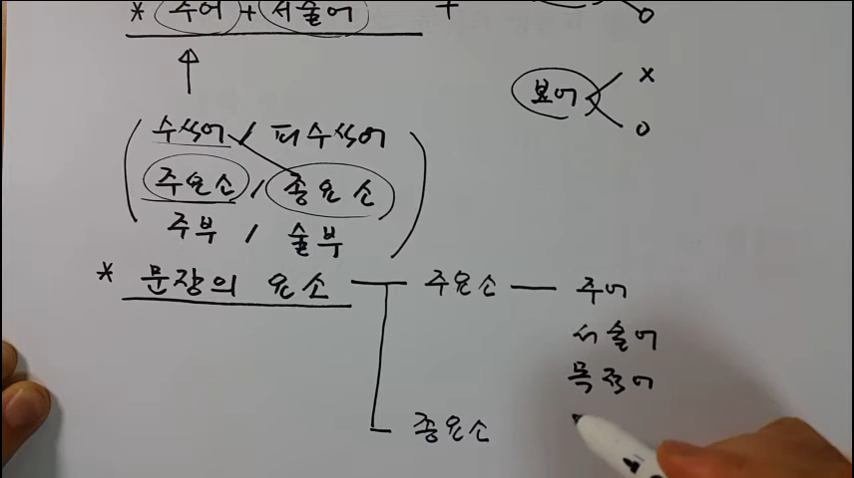 * 주어 + 서술어 +
o
보어 x
o
수식어 / 피수식어
주요소 / 종요소
주부 / 술부
* 문장의 요소 주요소 주어
서술어
목적어
종요소